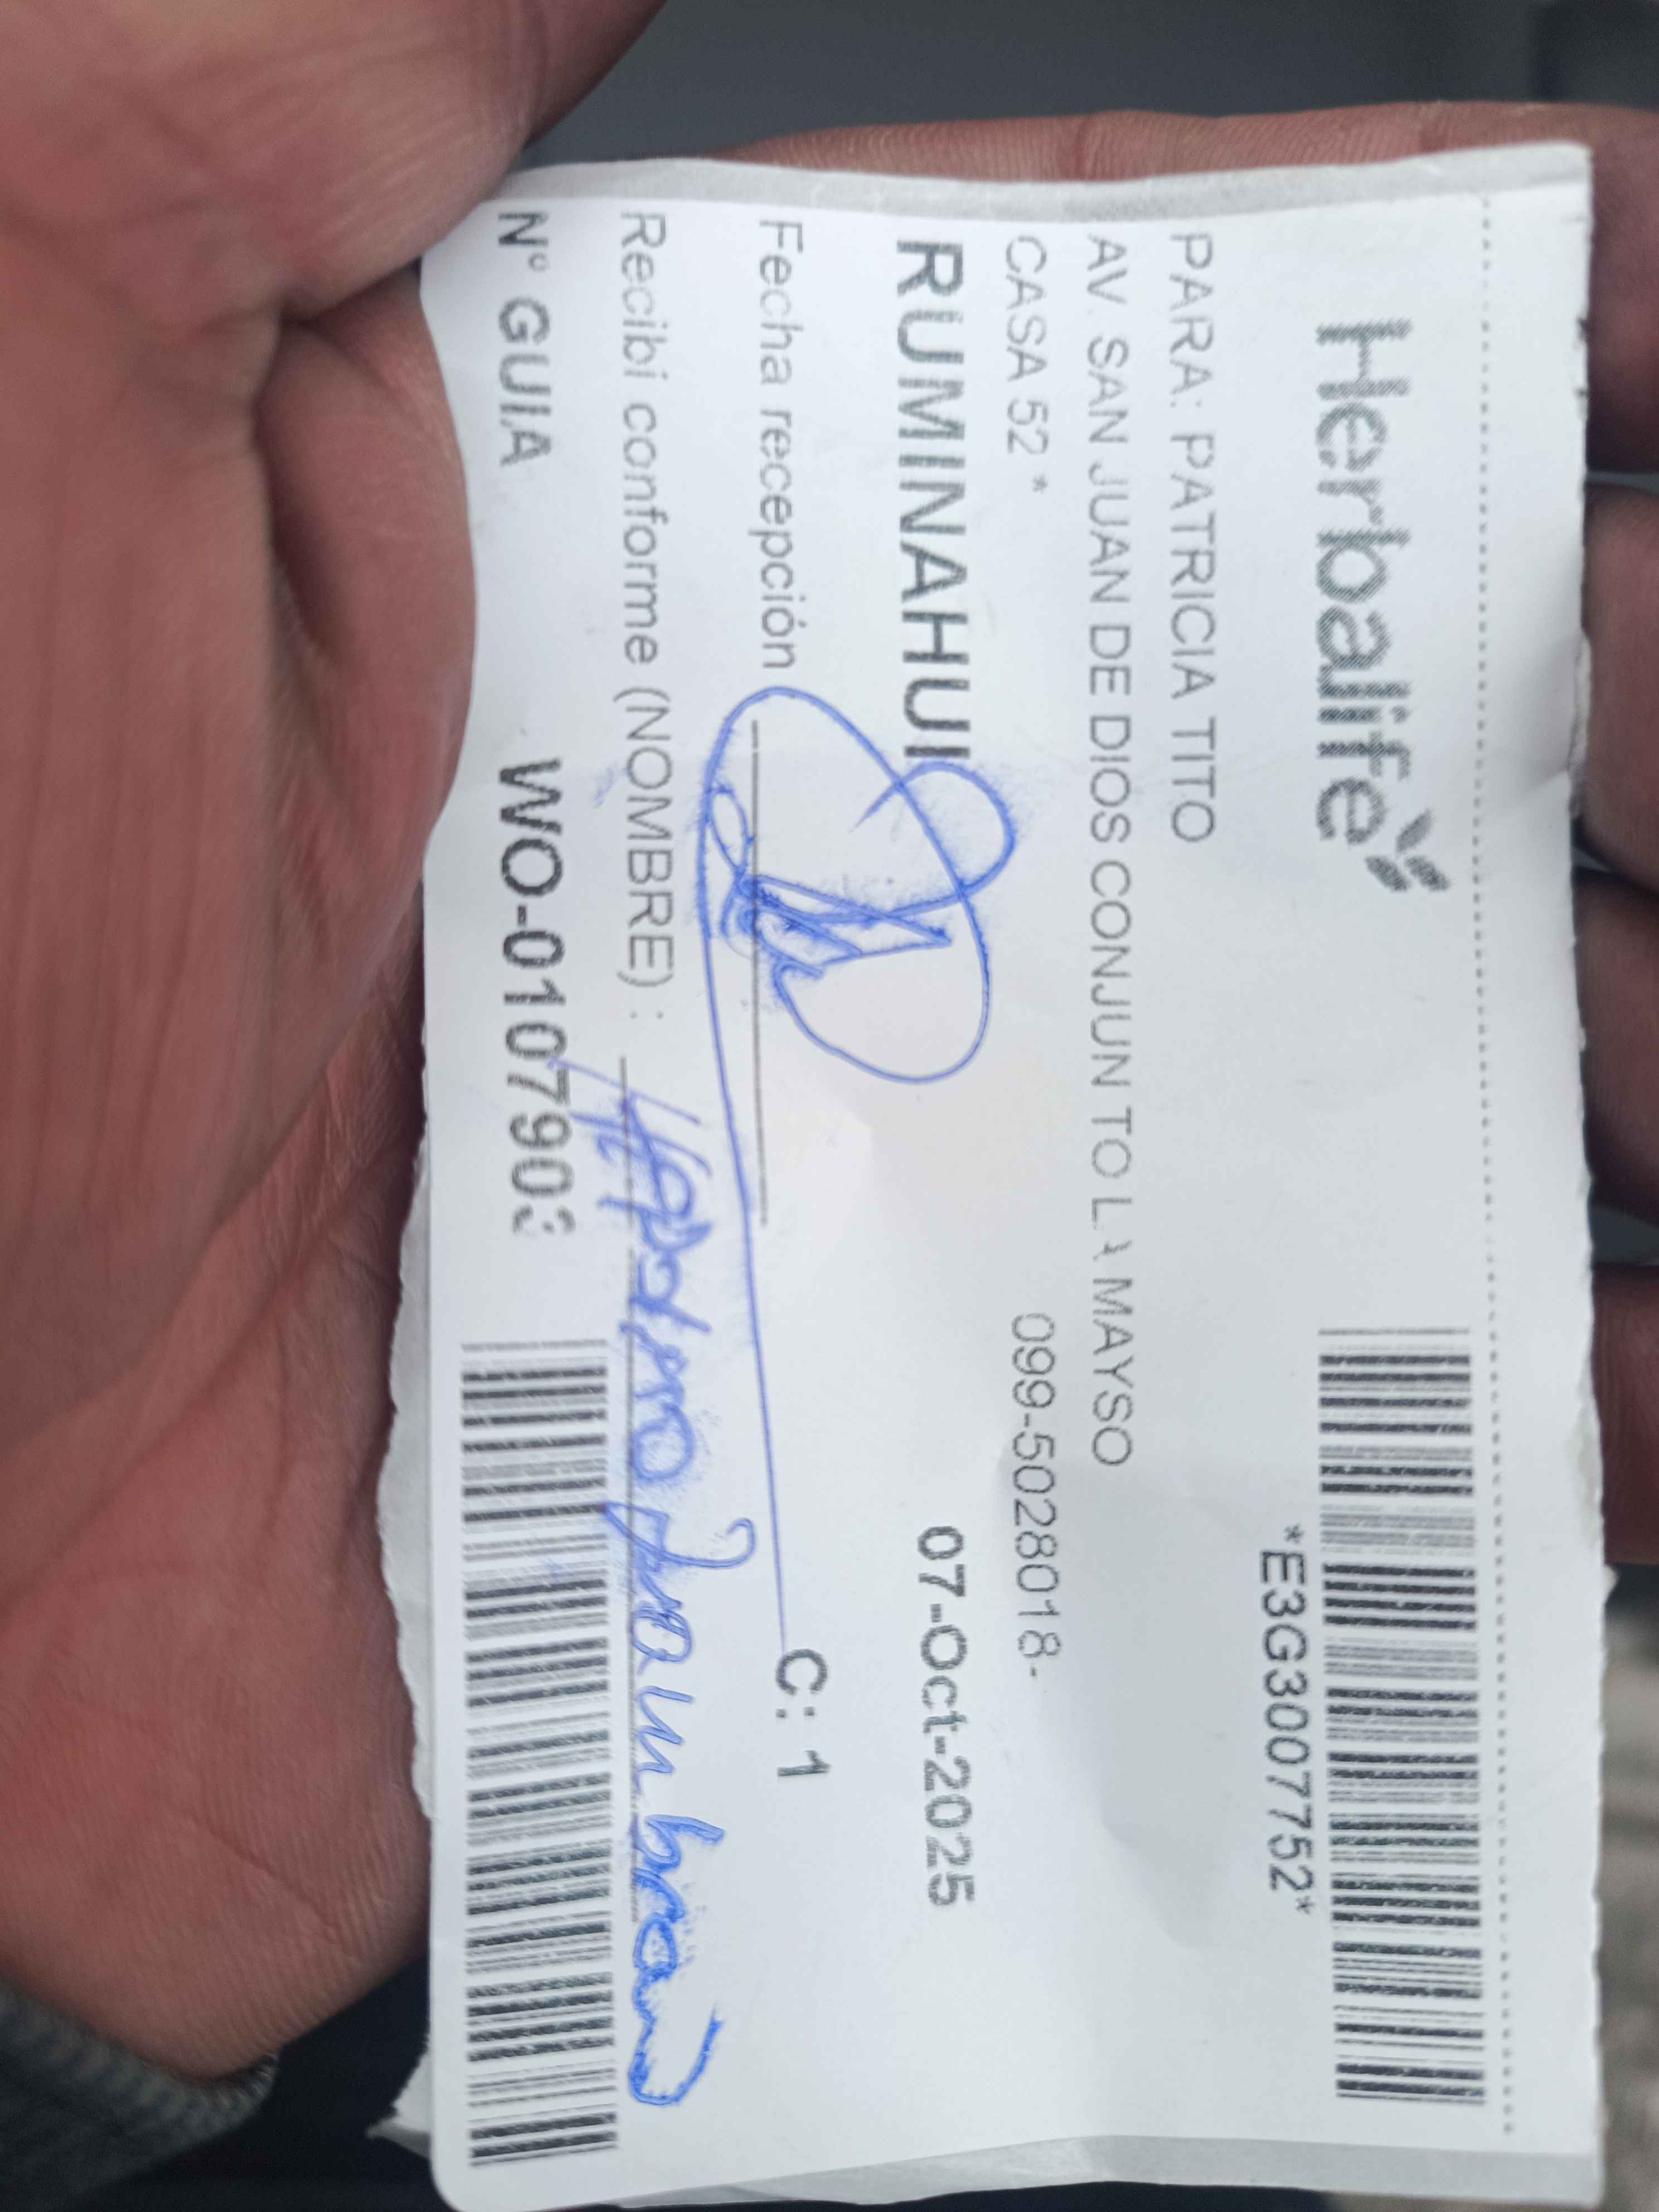 Herbalife
*E3G3007752*
PARA: PATRICIA TITO
AV. SAN JUAN DE DIOS CONJUN TO LA MAYSO
CASA 52 * 099-5028018-
RUMINAHUI 07-Oct-2025
Fecha recepción C: 1
Recibi conforme (NOMBRE) :
Nº GUIA WO-0107903